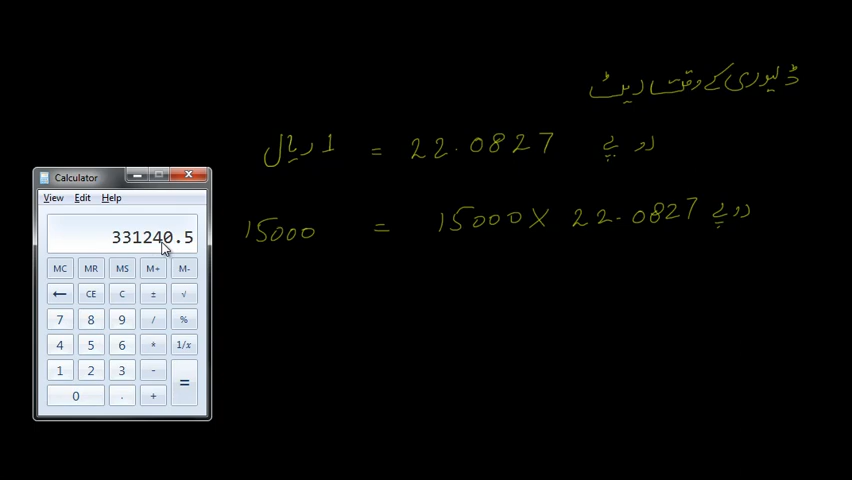 ڈلیوری کے وقت ریٹ
1 ریال = 22.0827 روپے
15000 = 15000 X 22.0827 روپے
Calculator
View Edit Help
331240.5
MC MR MS M+ M-
← CE C ± √
7 8 9 / %
4 5 6 * 1/x
1 2 3 - =
0 . +